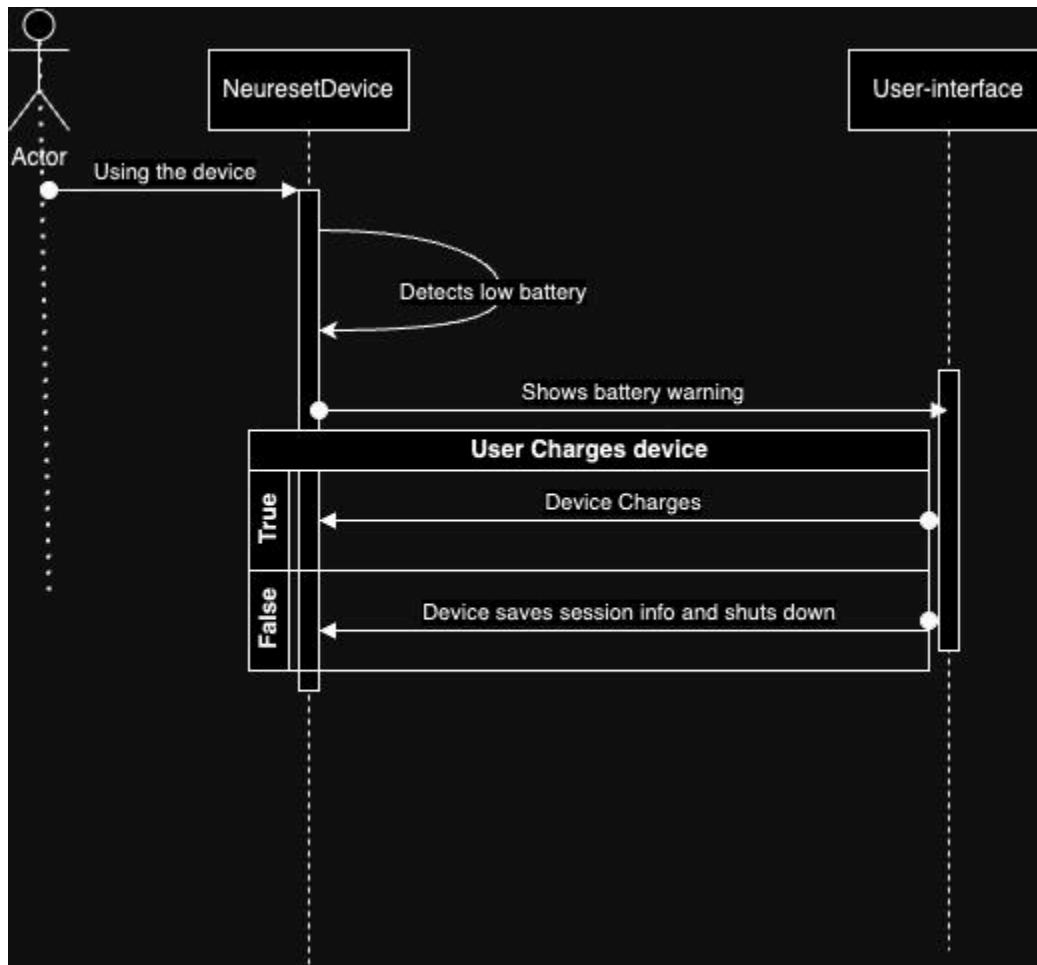 NeuresetDevice
User-interface
Actor
Using the device
Detects low battery
Shows battery warning
User Charges device
True
Device Charges
False
Device saves session info and shuts down